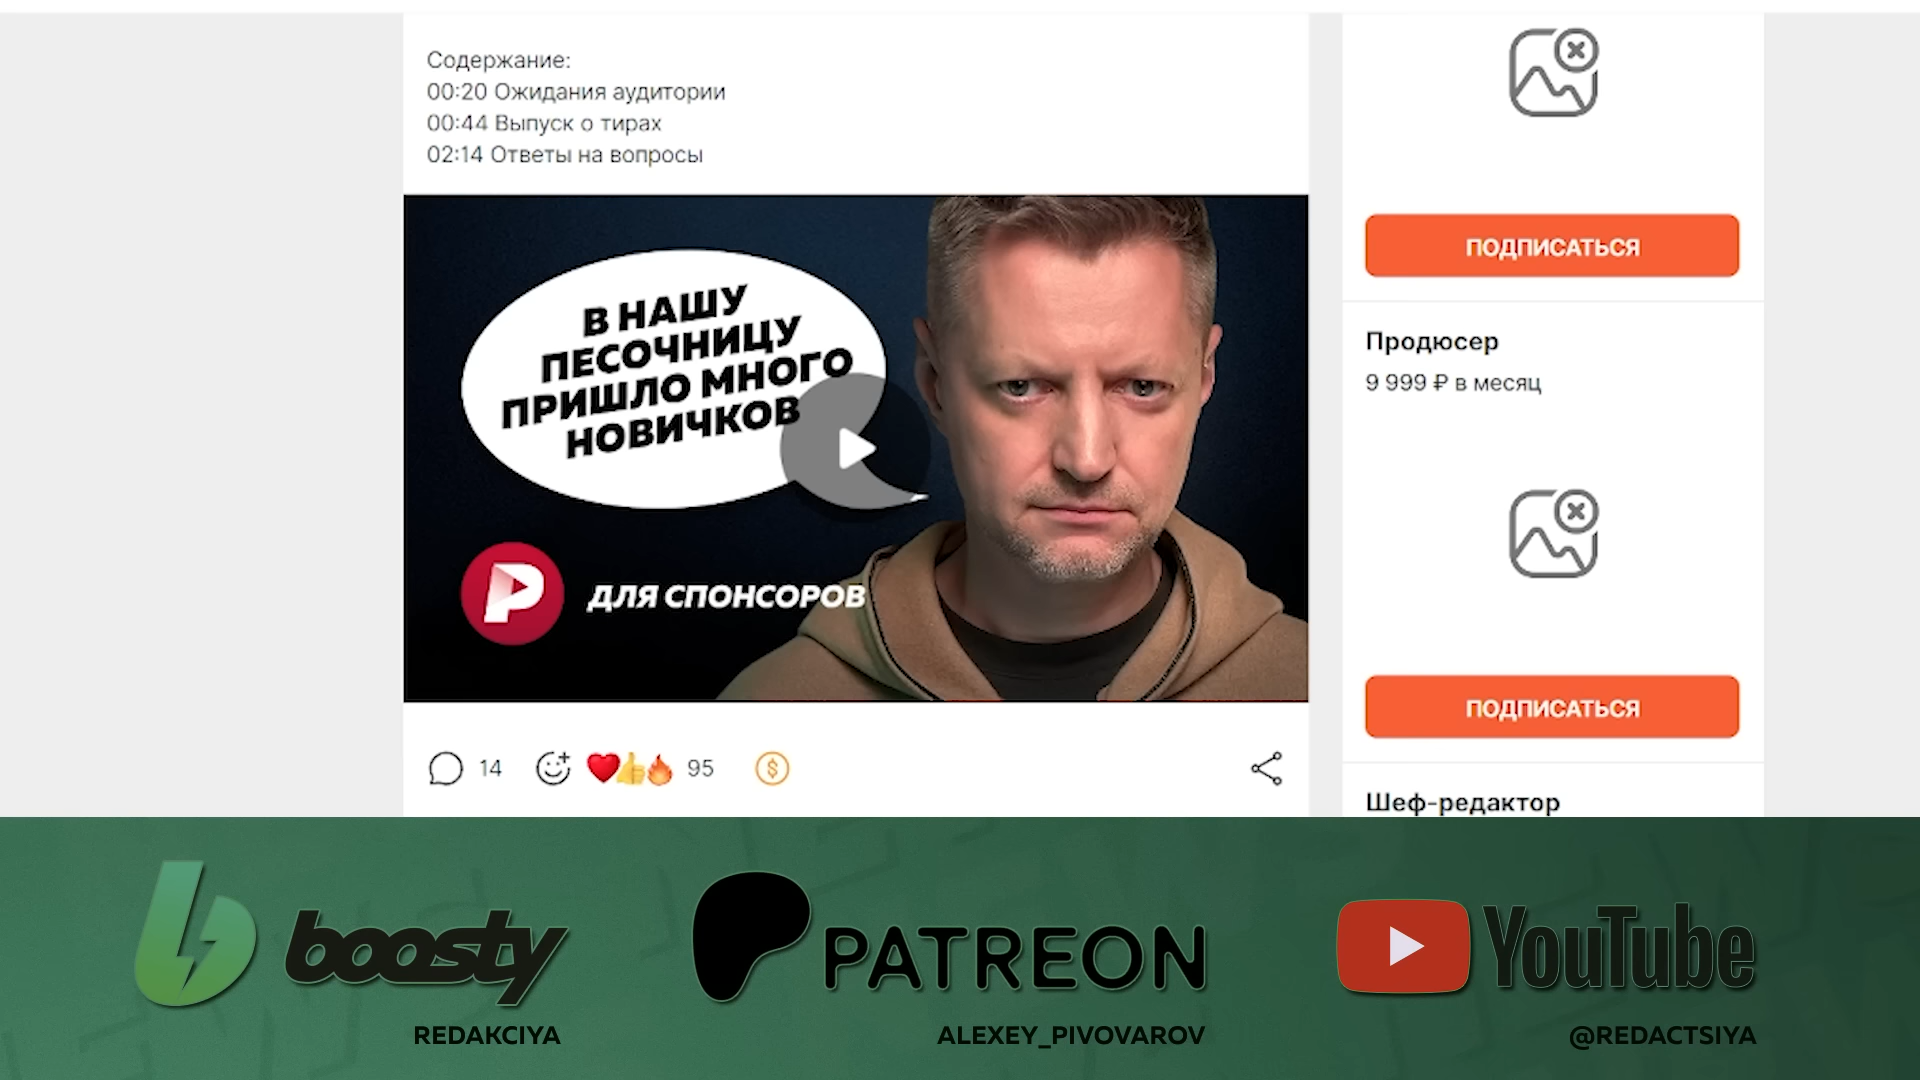 Содержание:
00:20 Ожидания аудитории
00:44 Выпуск о тирах
02:14 Ответы на вопросы
В НАШУ
ПЕСОЧНИЦУ
ПРИШЛО МНОГО
НОВИЧКОВ
P ДЛЯ СПОНСОРОВ
14
95
ПОДПИСАТЬСЯ
Продюсер
9 999 ₽ в месяц
ПОДПИСАТЬСЯ
Шеф-редактор
boosty
REDAKCIYA
PATREON
ALEXEY_PIVOVAROV
YouTube
@REDACTSIYA